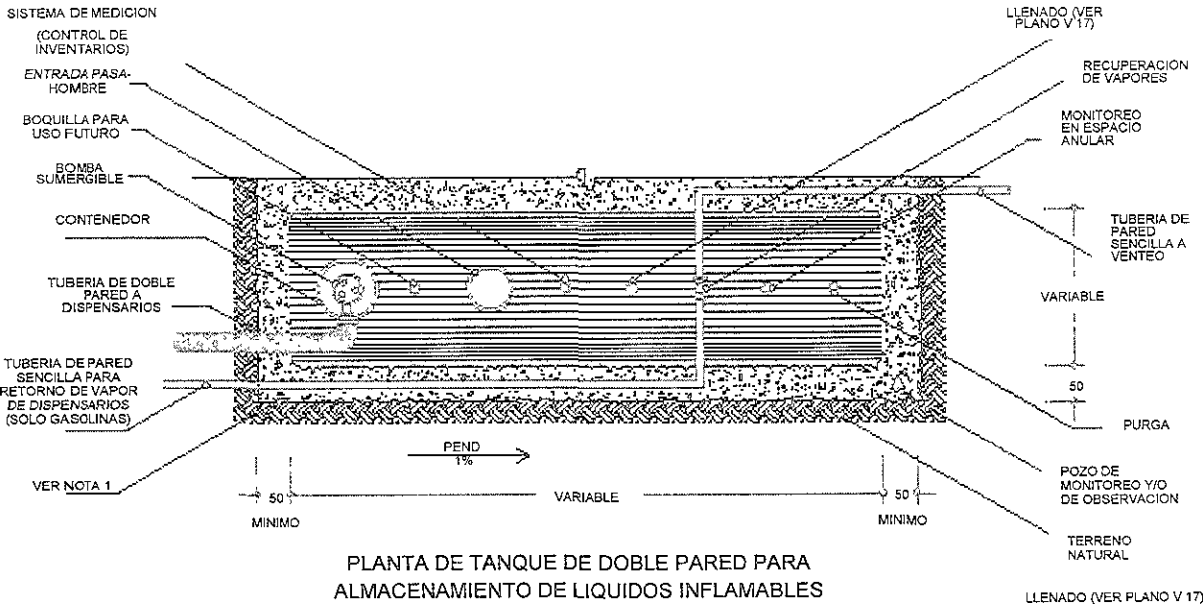 SISTEMA DE MEDICION
(CONTROL DE
INVENTARIOS)
ENTRADA PASA-
HOMBRE
BOQUILLA PARA
USO FUTURO
BOMBA
SUMERGIBLE
CONTENEDOR
TUBERIA DE DOBLE
PARED A
DISPENSARIOS
TUBERIA DE PARED
SENCILLA PARA
RETORNO DE VAPOR
DE DISPENSARIOS
(SOLO GASOLINAS)
VER NOTA 1
LLENADO (VER
PLANO V 17)
RECUPERACION
DE VAPORES
MONITOREO
EN ESPACIO
ANULAR
TUBERIA DE
PARED
SENCILLA A
VENTEO
VARIABLE
50
PURGA
POZO DE
MONITOREO Y/O
DE OBSERVACION
TERRENO
NATURAL
PEND
1%
50
MINIMO
VARIABLE
50
MINIMO
PLANTA DE TANQUE DE DOBLE PARED PARA
ALMACENAMIENTO DE LIQUIDOS INFLAMABLES
LLENADO (VER PLANO V 17)